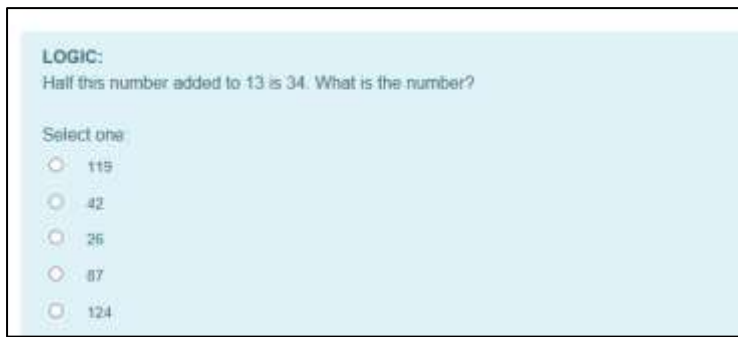 LOGIC:
Half this number added to 13 is 34. What is the number?
Select one:
119
42
26
87
124